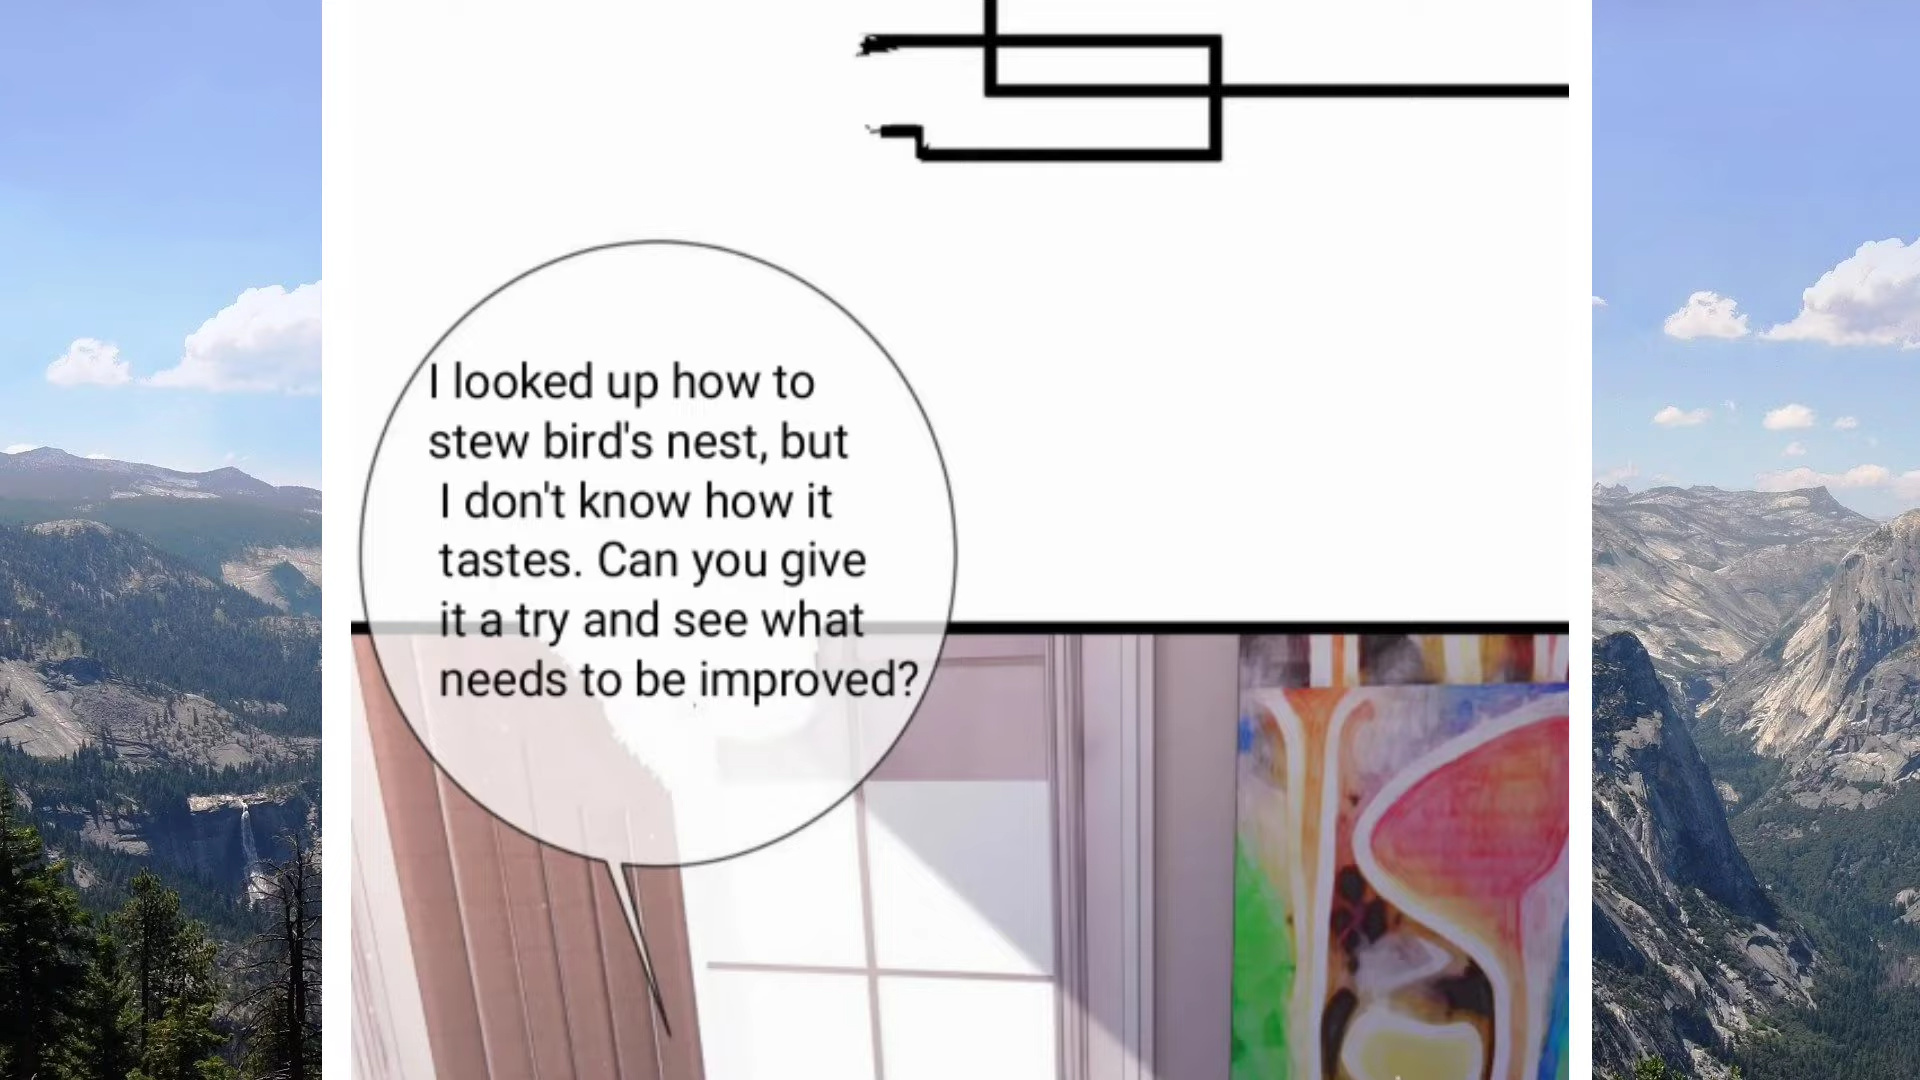 I looked up how to
stew bird's nest, but
I don't know how it
tastes. Can you give
it a try and see what
needs to be improved?